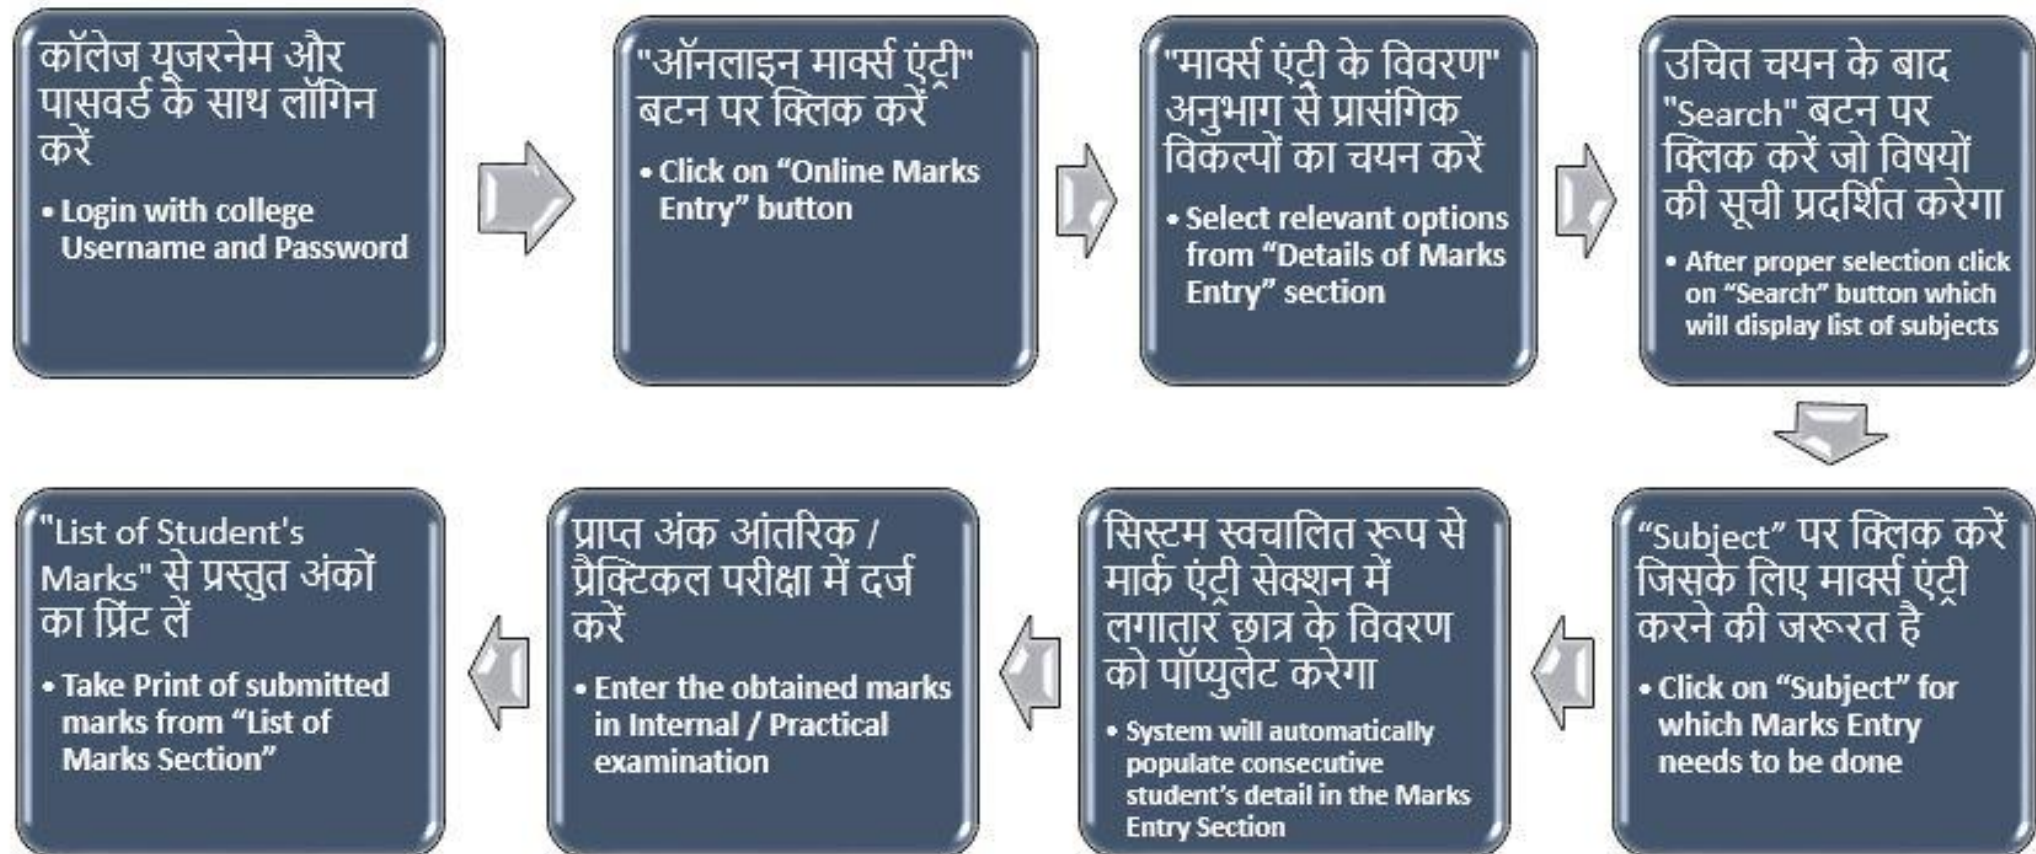 कॉलेज यूजरनेम और
पासवर्ड के साथ लॉगिन
करें
• Login with college
Username and Password
"ऑनलाइन मार्क्स एंट्री"
बटन पर क्लिक करें
• Click on “Online Marks
Entry” button
"मार्क्स एंट्री के विवरण"
अनुभाग से प्रासंगिक
विकल्पों का चयन करें
• Select relevant options
from “Details of Marks
Entry” section
उचित चयन के बाद
"Search" बटन पर
क्लिक करें जो विषयों
की सूची प्रदर्शित करेगा
• After proper selection click
on “Search” button which
will display list of subjects
“Subject” पर क्लिक करें
जिसके लिए मार्क्स एंट्री
करने की जरूरत है
• Click on “Subject” for
which Marks Entry
needs to be done
सिस्टम स्वचालित रूप से
मार्क एंट्री सेक्शन में
लगातार छात्र के विवरण
को पॉप्युलेट करेगा
• System will automatically
populate consecutive
student’s detail in the Marks
Entry Section
प्राप्त अंक आंतरिक /
प्रैक्टिकल परीक्षा में दर्ज
करें
• Enter the obtained marks
in Internal / Practical
examination
"List of Student's
Marks" से प्रस्तुत अंकों
का प्रिंट लें
• Take Print of submitted
marks from “List of
Marks Section”